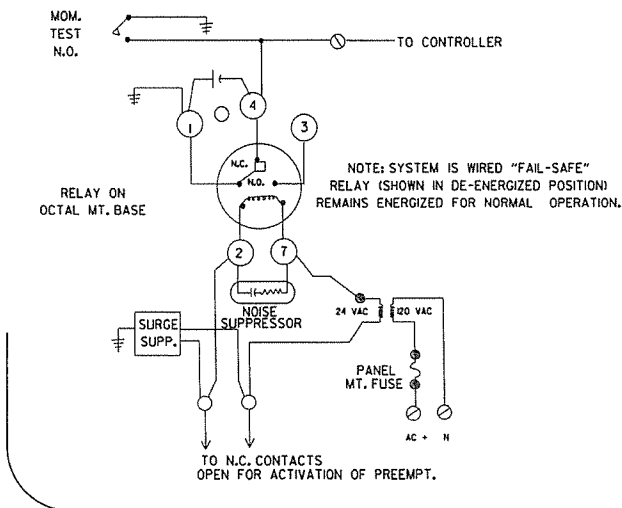 MOM.
TEST
N.O.
TO CONTROLLER
1
4
3
N.C.
N.O.
RELAY ON
OCTAL MT. BASE
NOTE: SYSTEM IS WIRED "FAIL-SAFE"
RELAY (SHOWN IN DE-ENERGIZED POSITION)
REMAINS ENERGIZED FOR NORMAL OPERATION.
2
7
NOISE
SUPPRESSOR
24 VAC
120 VAC
SURGE
SUPP.
PANEL
MT. FUSE
AC +
N
TO N.C. CONTACTS
OPEN FOR ACTIVATION OF PREEMPT.